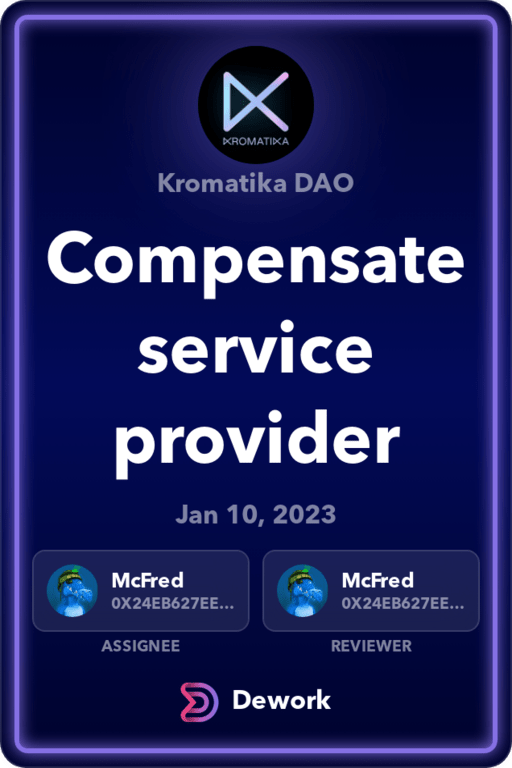 KROMATIKA
Kromatika DAO
Compensate
service
provider
Jan 10, 2023
McFred
0X24EB627EE...
ASSIGNEE
McFred
0X24EB627EE...
REVIEWER
Dework